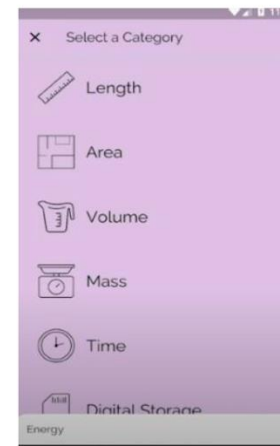 Select a Category
Length
Area
Volume
Mass
Time
Digital Storage
Energy